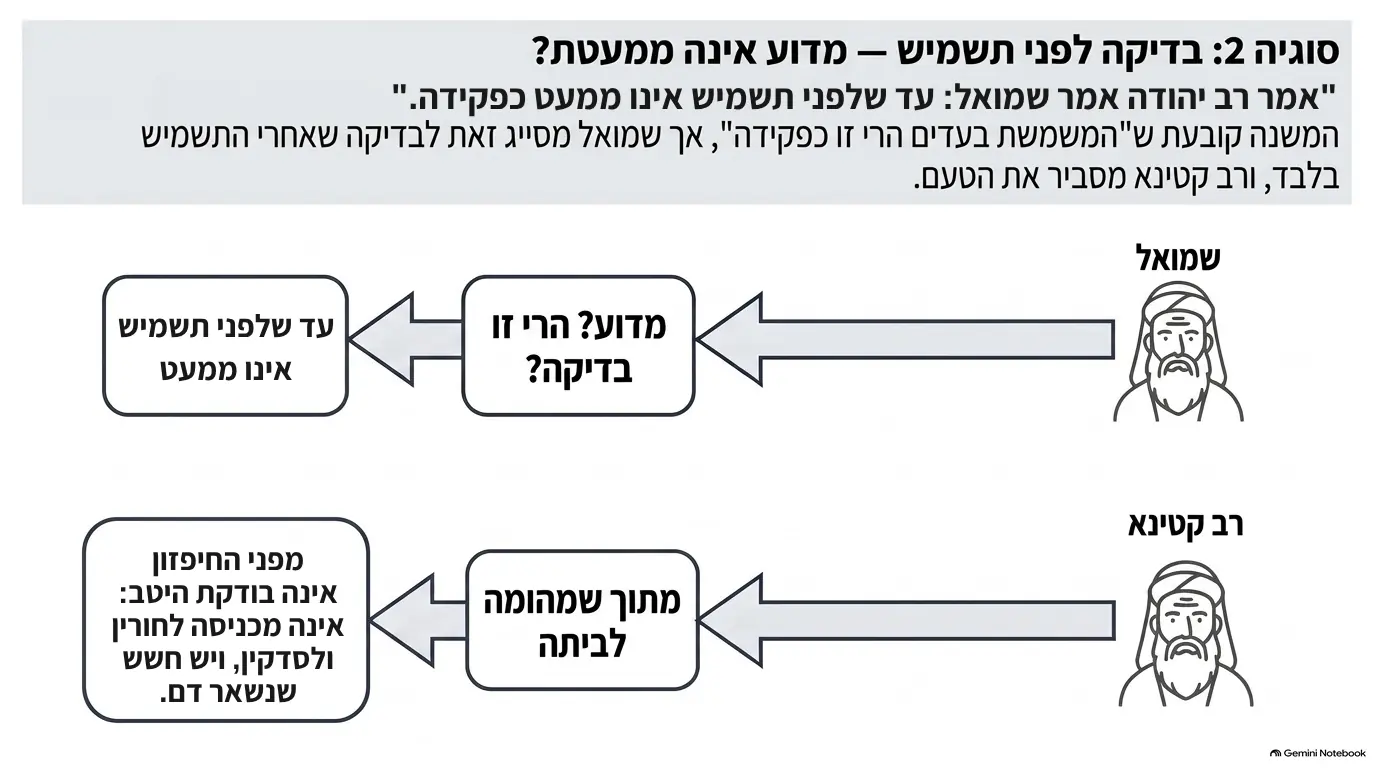 סוגיה 2: בדיקה לפני תשמיש — מדוע אינה ממעטת?
"אמר רב יהודה אמר שמואל: עד שלפני תשמיש אינו ממעט כפקידה."
המשנה קובעת ש"המשמשת בעדים הרי זו כפקידה", אך שמואל מסייג זאת לבדיקה שאחרי התשמיש
בלבד, ורב קטינא מסביר את הטעם.
שמואל
מדוע? הרי זו
בדיקה?
עד שלפני תשמיש
אינו ממעט
רב קטינא
מתוך שמהומה
לביתה
מפני החיפזון
אינה בודקת היטב:
אינה מכניסה לחורין
ולסדקין, ויש חשש
שנשאר דם.
Gemini Notebook